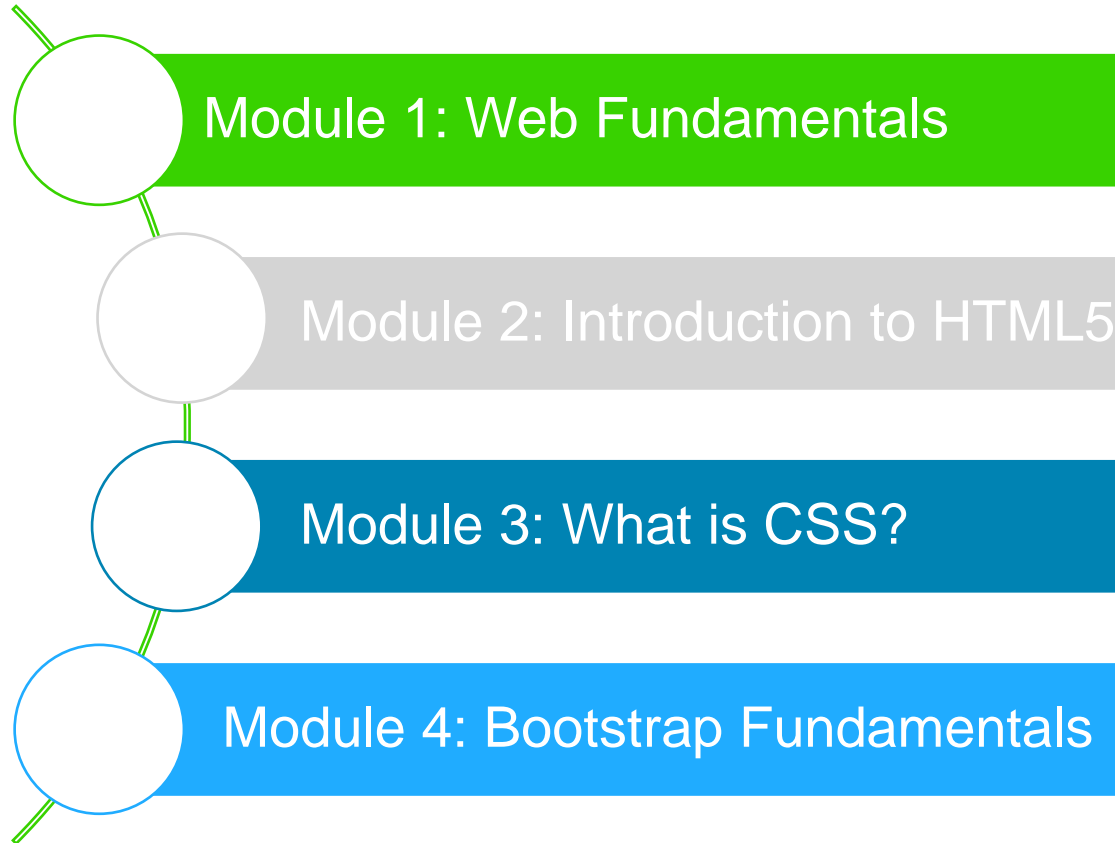 Module 1: Web Fundamentals
Module 2: Introduction to HTML5
Module 3: What is CSS?
Module 4: Bootstrap Fundamentals